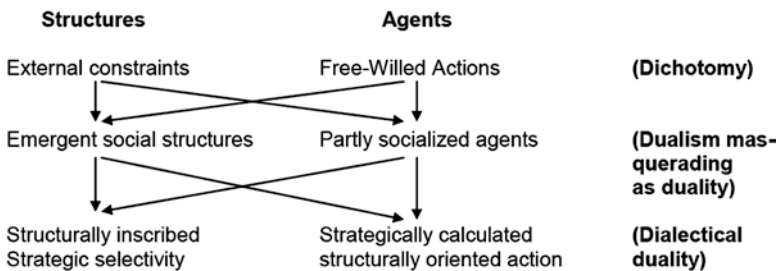 Structures Agents
External constraints Free-Willed Actions (Dichotomy)
Emergent social structures Partly socialized agents (Dualism mas-
querading
as duality)
Structurally inscribed Strategically calculated (Dialectical
Strategic selectivity structurally oriented action duality)